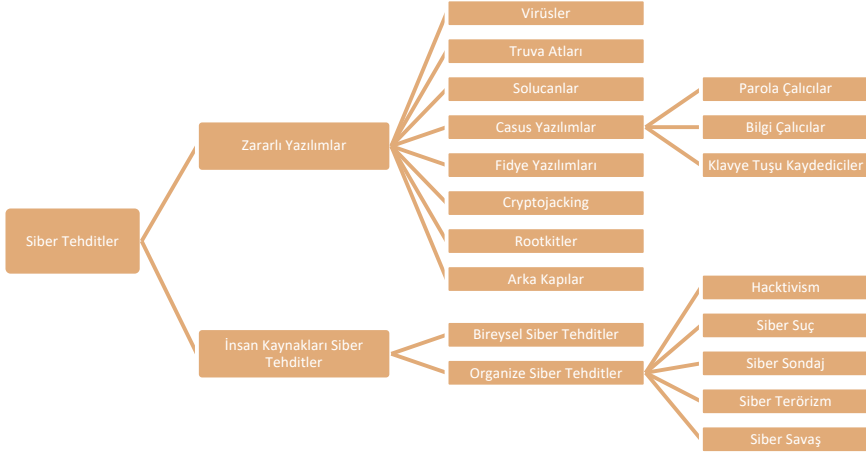 Siber Tehditler
Zararlı Yazılımlar
Virüsler
Truva Atları
Solucanlar
Casus Yazılımlar
Parola Çalıcılar
Bilgi Çalıcılar
Klavye Tuşu Kaydediciler
Fidye Yazılımları
Cryptojacking
Rootkitler
Arka Kapılar
İnsan Kaynakları Siber
Tehditler
Bireysel Siber Tehditler
Organize Siber Tehditler
Hacktivism
Siber Suç
Siber Sondaj
Siber Terörizm
Siber Savaş